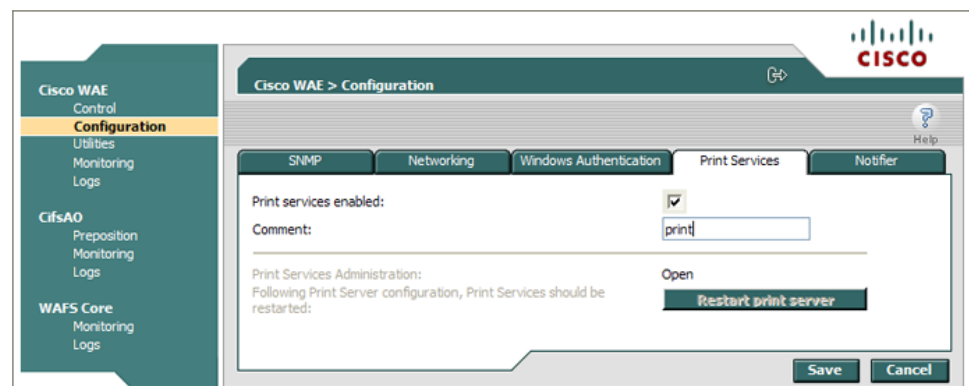 CISCO
Cisco WAE
Control
Configuration
Utilities
Monitoring
Logs
CifsAO
Preposition
Monitoring
Logs
WAFS Core
Monitoring
Logs
Cisco WAE > Configuration
Help
SNMP
Networking
Windows Authentication
Print Services
Notifier
Print services enabled:
Comment:
print
Print Services Administration:
Open
Following Print Server configuration, Print Services should be
restarted:
Restart print server
Save
Cancel